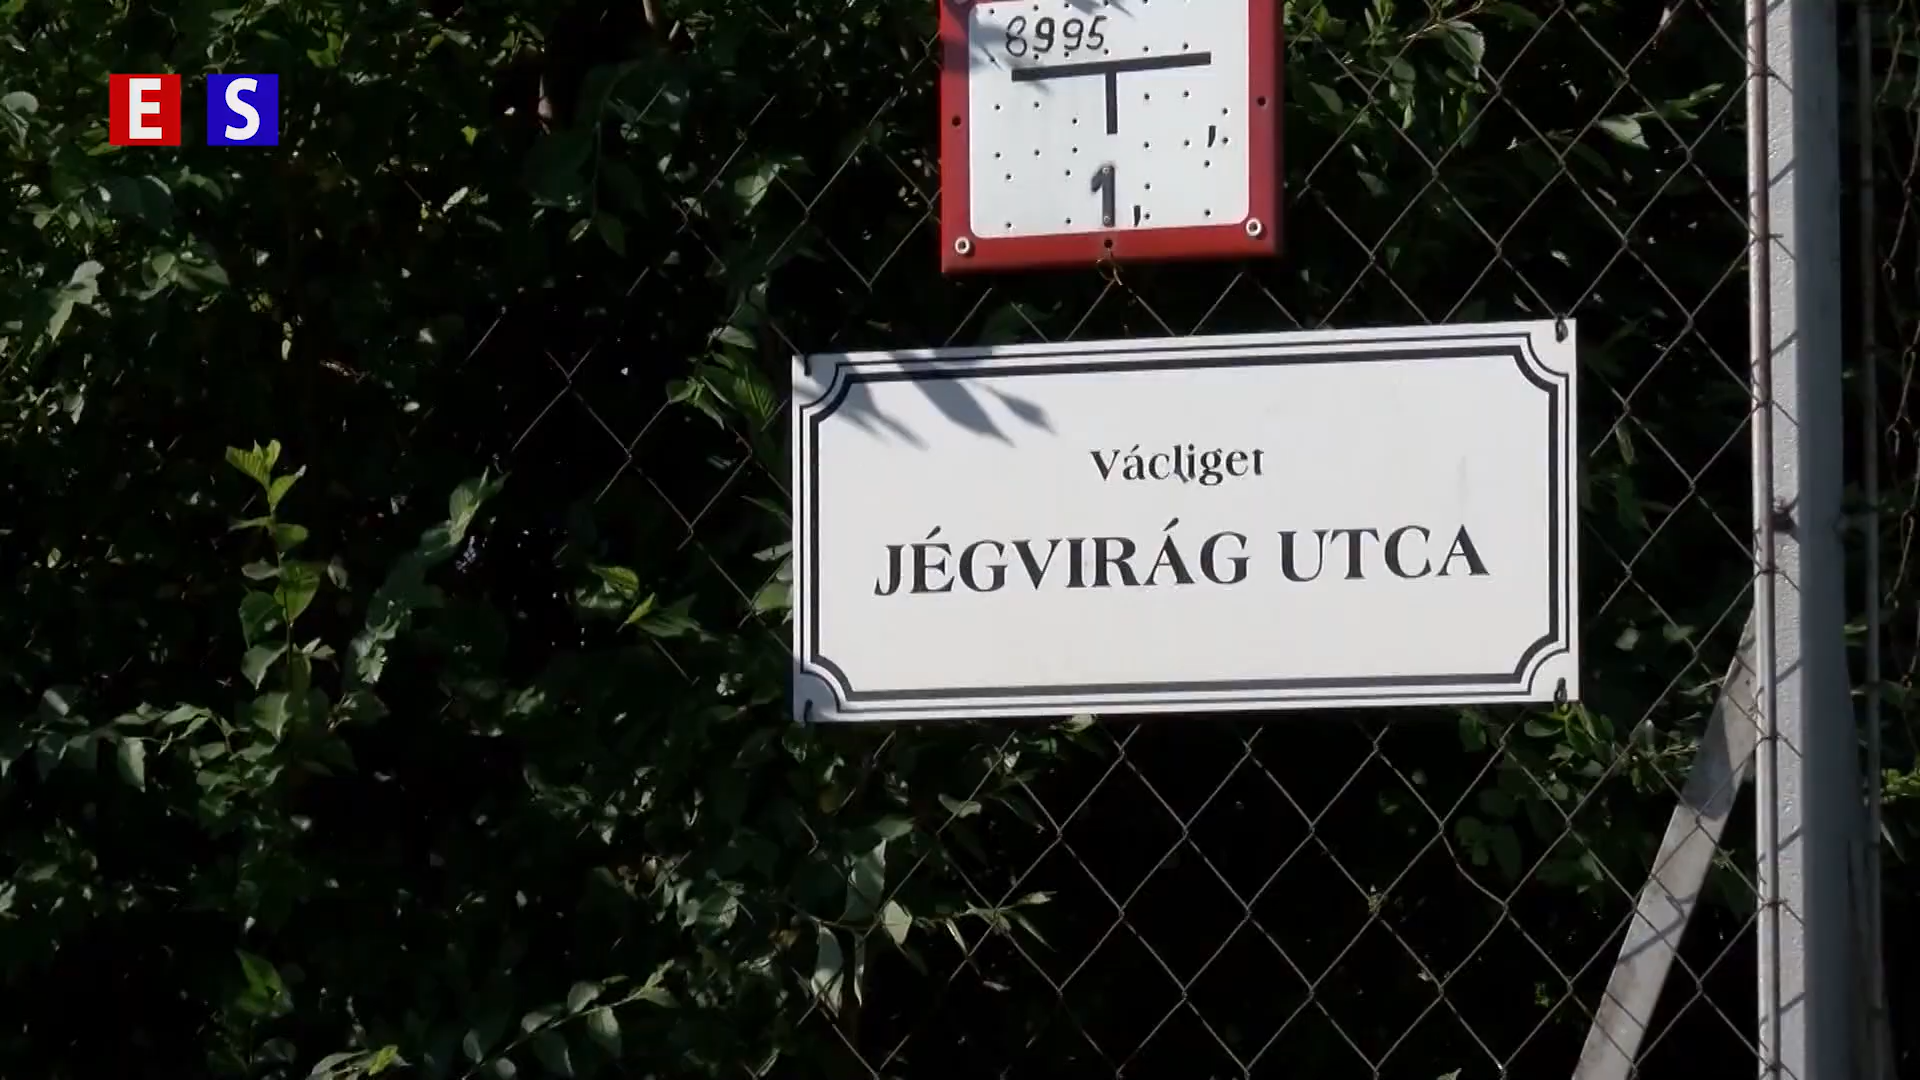 E S
8995
1,
,
Václiget
JÉGVIRÁG UTCA